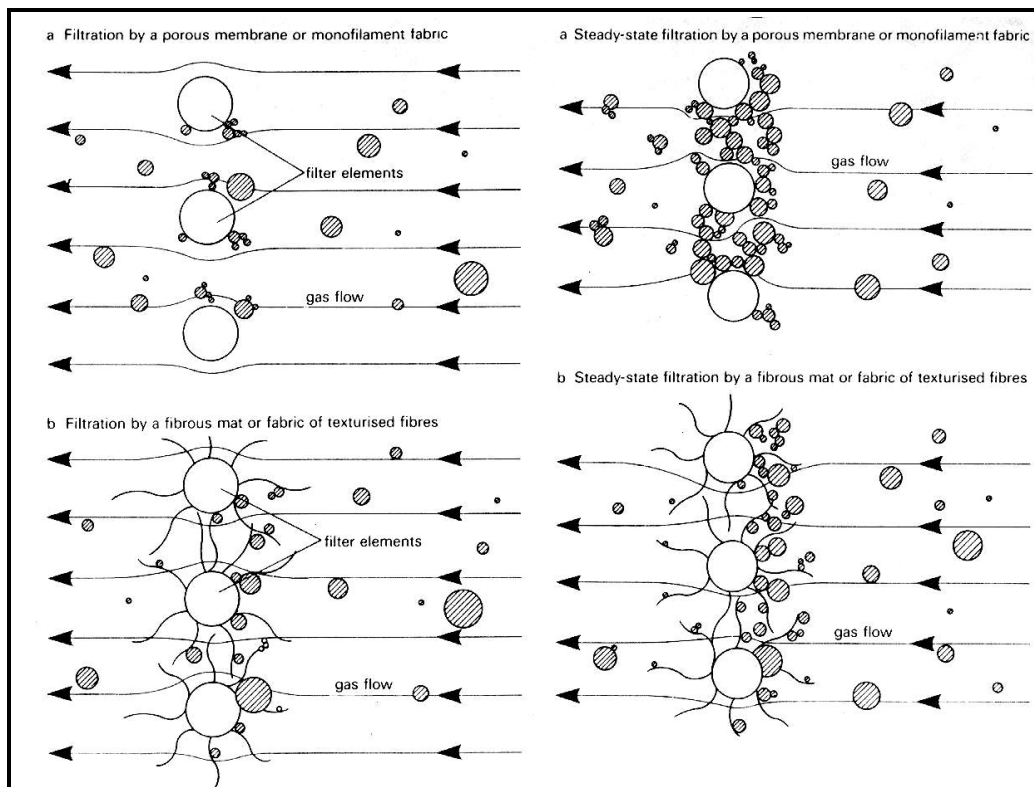 a Filtration by a porous membrane or monofilament fabric
filter elements
gas flow
b Filtration by a fibrous mat or fabric of texturised fibres
filter elements
gas flow
a Steady-state filtration by a porous membrane or monofilament fabric
gas flow
b Steady-state filtration by a fibrous mat or fabric of texturised fibres
gas flow